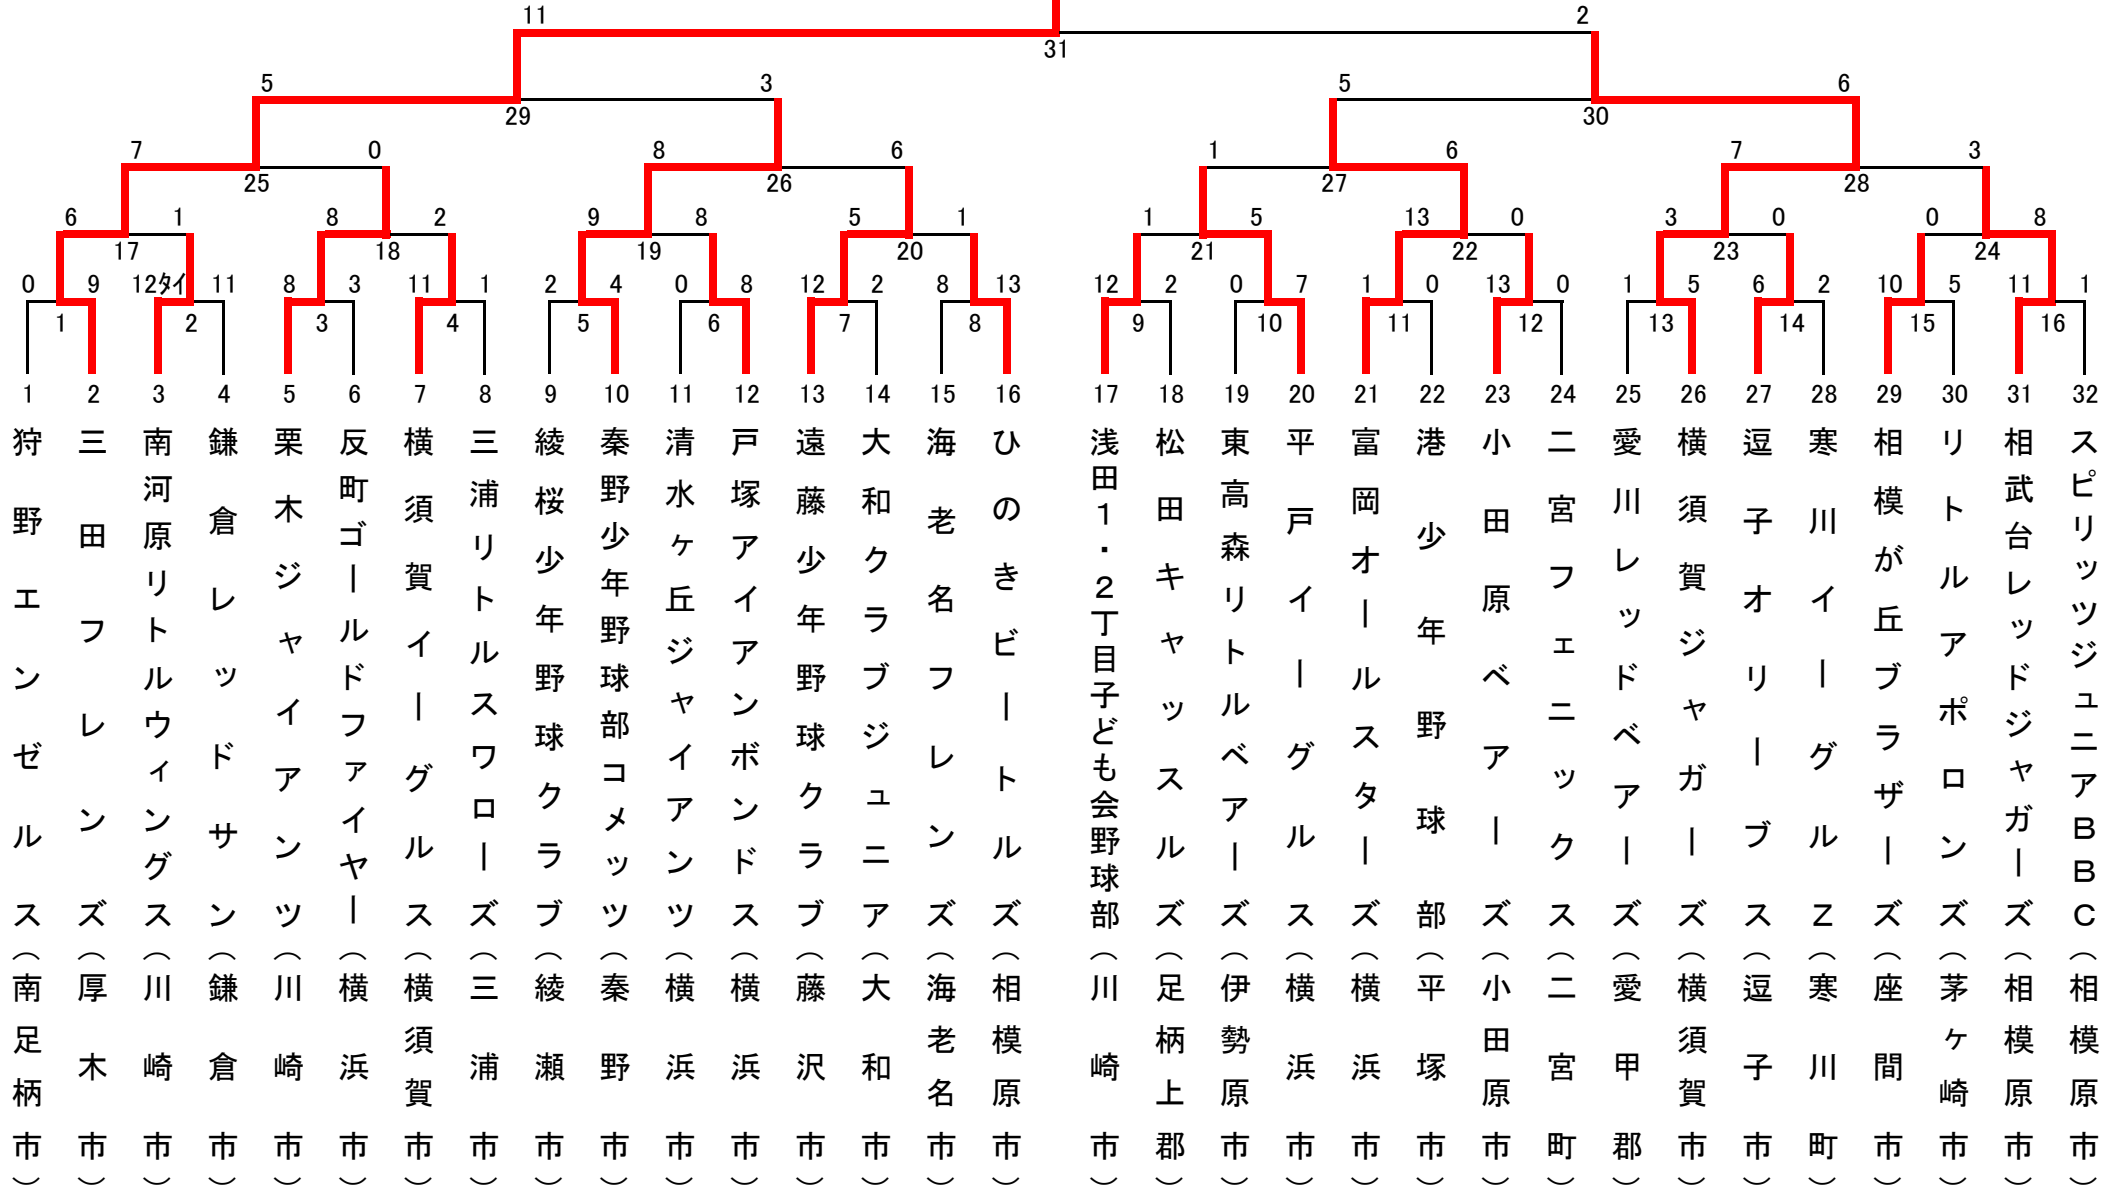 11 2
31
5 3 5 6
29 30
7 0 8 6 1 6 7 3
25 26 27 28
6 1 8 2 9 8 5 1 1 5 13 0 3 0 0 8
17 18 19 20 21 22 23 24
0 9 12ﾀｲ 11 8 3 11 1 2 4 0 8 12 2 8 13 12 2 0 7 1 0 13 0 1 5 6 2 10 5 11 1
1 2 3 4 5 6 7 8 9 10 11 12 13 14 15 16
1 2 3 4 5 6 7 8 9 10 11 12 13 14 15 16 17 18 19 20 21 22 23 24 25 26 27 28 29 30 31 32
狩野エンゼルス（南足柄市）
三田フレンズ（厚木市）
南河原リトルウィングス（川崎市）
鎌倉レッドサン（鎌倉市）
栗木ジャイアンツ（川崎市）
反町ゴールドファイヤー（横浜市）
横須賀イーグルス（横須賀市）
三浦リトルスワローズ（三浦市）
綾桜少年野球クラブ（綾瀬市）
秦野少年野球部コメッツ（秦野市）
清水ヶ丘ジャイアンツ（横浜市）
戸塚アイアンボンドス（横浜市）
遠藤少年野球クラブ（藤沢市）
大和クラブジュニア（大和市）
海老名フレンズ（海老名市）
ひのきビートルズ（相模原市）
浅田１・２丁目子ども会野球部（川崎市）
松田キャッスルズ（足柄上郡）
東高森リトルベアーズ（伊勢原市）
平戸イーグルス（横浜市）
富岡オールスターズ（横浜市）
港少年野球部（平塚市）
小田原ベアーズ（小田原市）
二宮フェニックス（二宮町）
愛川レッドベアーズ（愛甲郡）
横須賀ジャガーズ（横須賀市）
逗子オリーブス（逗子市）
寒川イーグルＺ（寒川町）
相模が丘ブラザーズ（座間市）
リトルアポロンズ（茅ヶ崎市）
相武台レッドジャガーズ（相模原市）
スピリッツジュニアＢＢＣ（相模原市）